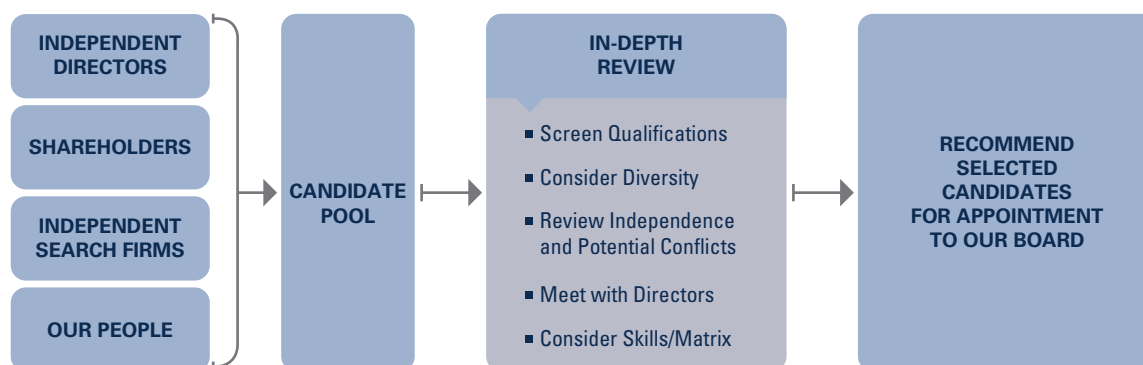 INDEPENDENT
DIRECTORS
SHAREHOLDERS
INDEPENDENT
SEARCH FIRMS
OUR PEOPLE
CANDIDATE
POOL
IN-DEPTH
REVIEW
Screen Qualifications
Consider Diversity
Review Independence
and Potential Conflicts
Meet with Directors
Consider Skills/Matrix
RECOMMEND
SELECTED
CANDIDATES
FOR APPOINTMENT
TO OUR BOARD